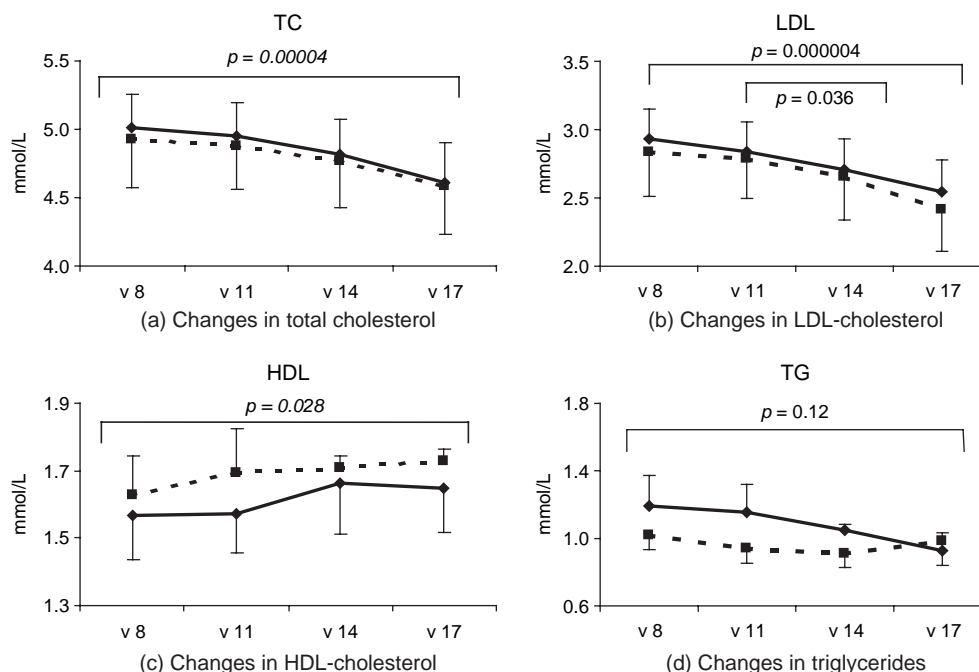 TC
p = 0.00004
mmol/L
5.5
5.0
4.5
4.0
v 8 v 11 v 14 v 17
(a) Changes in total cholesterol
LDL
p = 0.000004
p = 0.036
mmol/L
3.5
3.0
2.5
2.0
v 8 v 11 v 14 v 17
(b) Changes in LDL-cholesterol
HDL
p = 0.028
mmol/L
1.9
1.7
1.5
1.3
v 8 v 11 v 14 v 17
(c) Changes in HDL-cholesterol
TG
p = 0.12
mmol/L
1.8
1.4
1.0
0.6
v 8 v 11 v 14 v 17
(d) Changes in triglycerides